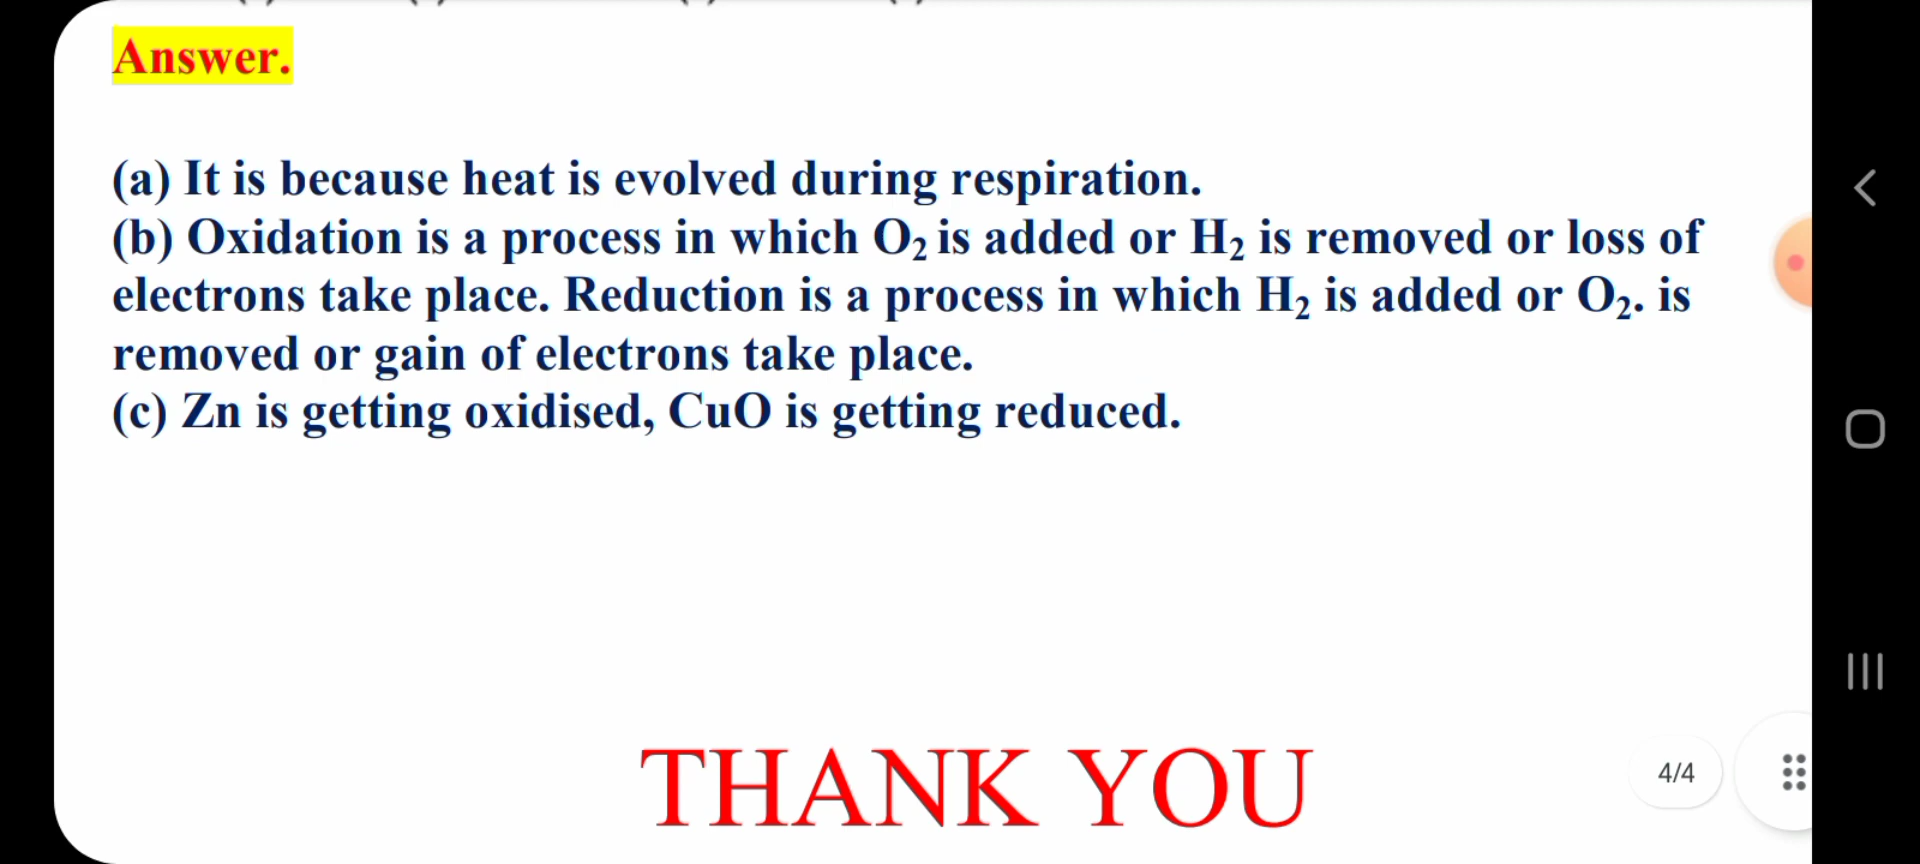 Answer.
(a) It is because heat is evolved during respiration.
(b) Oxidation is a process in which O₂ is added or H₂ is removed or loss of
electrons take place. Reduction is a process in which H₂ is added or O₂. is
removed or gain of electrons take place.
(c) Zn is getting oxidised, CuO is getting reduced.
THANK YOU
4/4